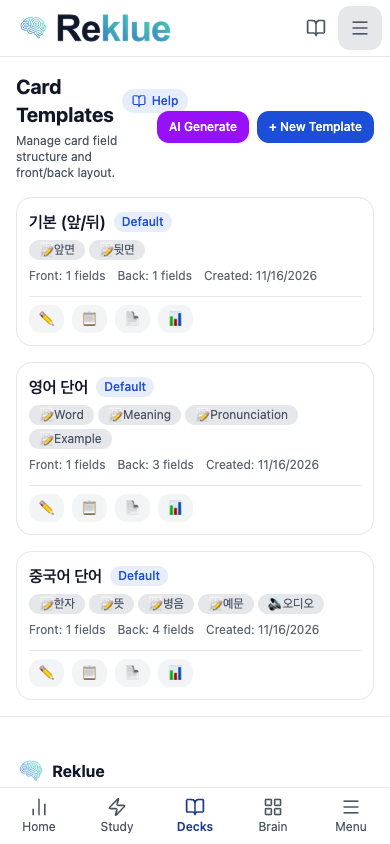 Reklue
Card Templates
Help
Manage card field structure and front/back layout.
AI Generate
+ New Template
기본 (앞/뒤) Default
앞면 뒷면
Front: 1 fields Back: 1 fields Created: 11/16/2026
영어 단어 Default
Word Meaning Pronunciation
Example
Front: 1 fields Back: 3 fields Created: 11/16/2026
중국어 단어 Default
한자 뜻 병음 예문 오디오
Front: 1 fields Back: 4 fields Created: 11/16/2026
Reklue
Home Study Decks Brain Menu